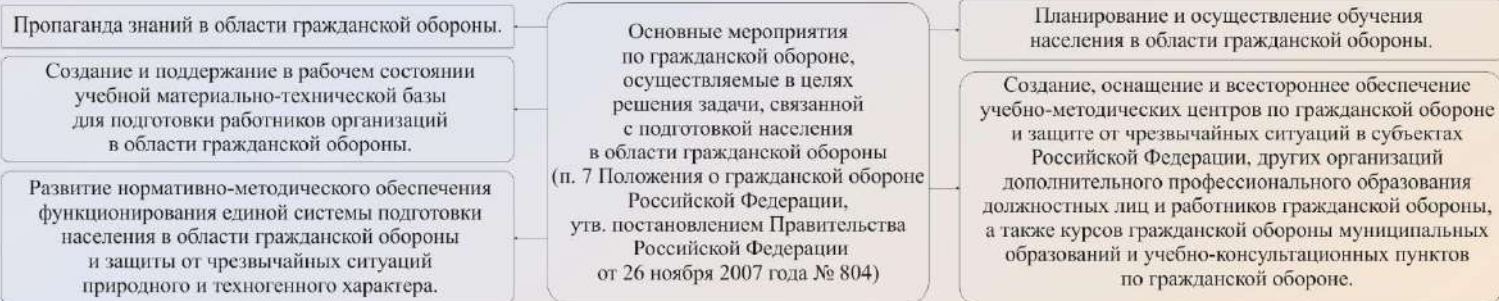 Пропаганда знаний в области гражданской обороны.
Создание и поддержание в рабочем состоянии
учебной материально-технической базы
для подготовки работников организаций
в области гражданской обороны.
Развитие нормативно-методического обеспечения
функционирования единой системы подготовки
населения в области гражданской обороны
и защиты от чрезвычайных ситуаций
природного и техногенного характера.
Основные мероприятия
по гражданской обороне,
осуществляемые в целях
решения задачи, связанной
с подготовкой населения
в области гражданской обороны
(п. 7 Положения о гражданской обороне
Российской Федерации,
утв. постановлением Правительства
Российской Федерации
от 26 ноября 2007 года № 804)
Планирование и осуществление обучения
населения в области гражданской обороны.
Создание, оснащение и всестороннее обеспечение
учебно-методических центров по гражданской обороне
и защите от чрезвычайных ситуаций в субъектах
Российской Федерации, других организаций
дополнительного профессионального образования
должностных лиц и работников гражданской обороны,
а также курсов гражданской обороны муниципальных
образований и учебно-консультационных пунктов
по гражданской обороне.